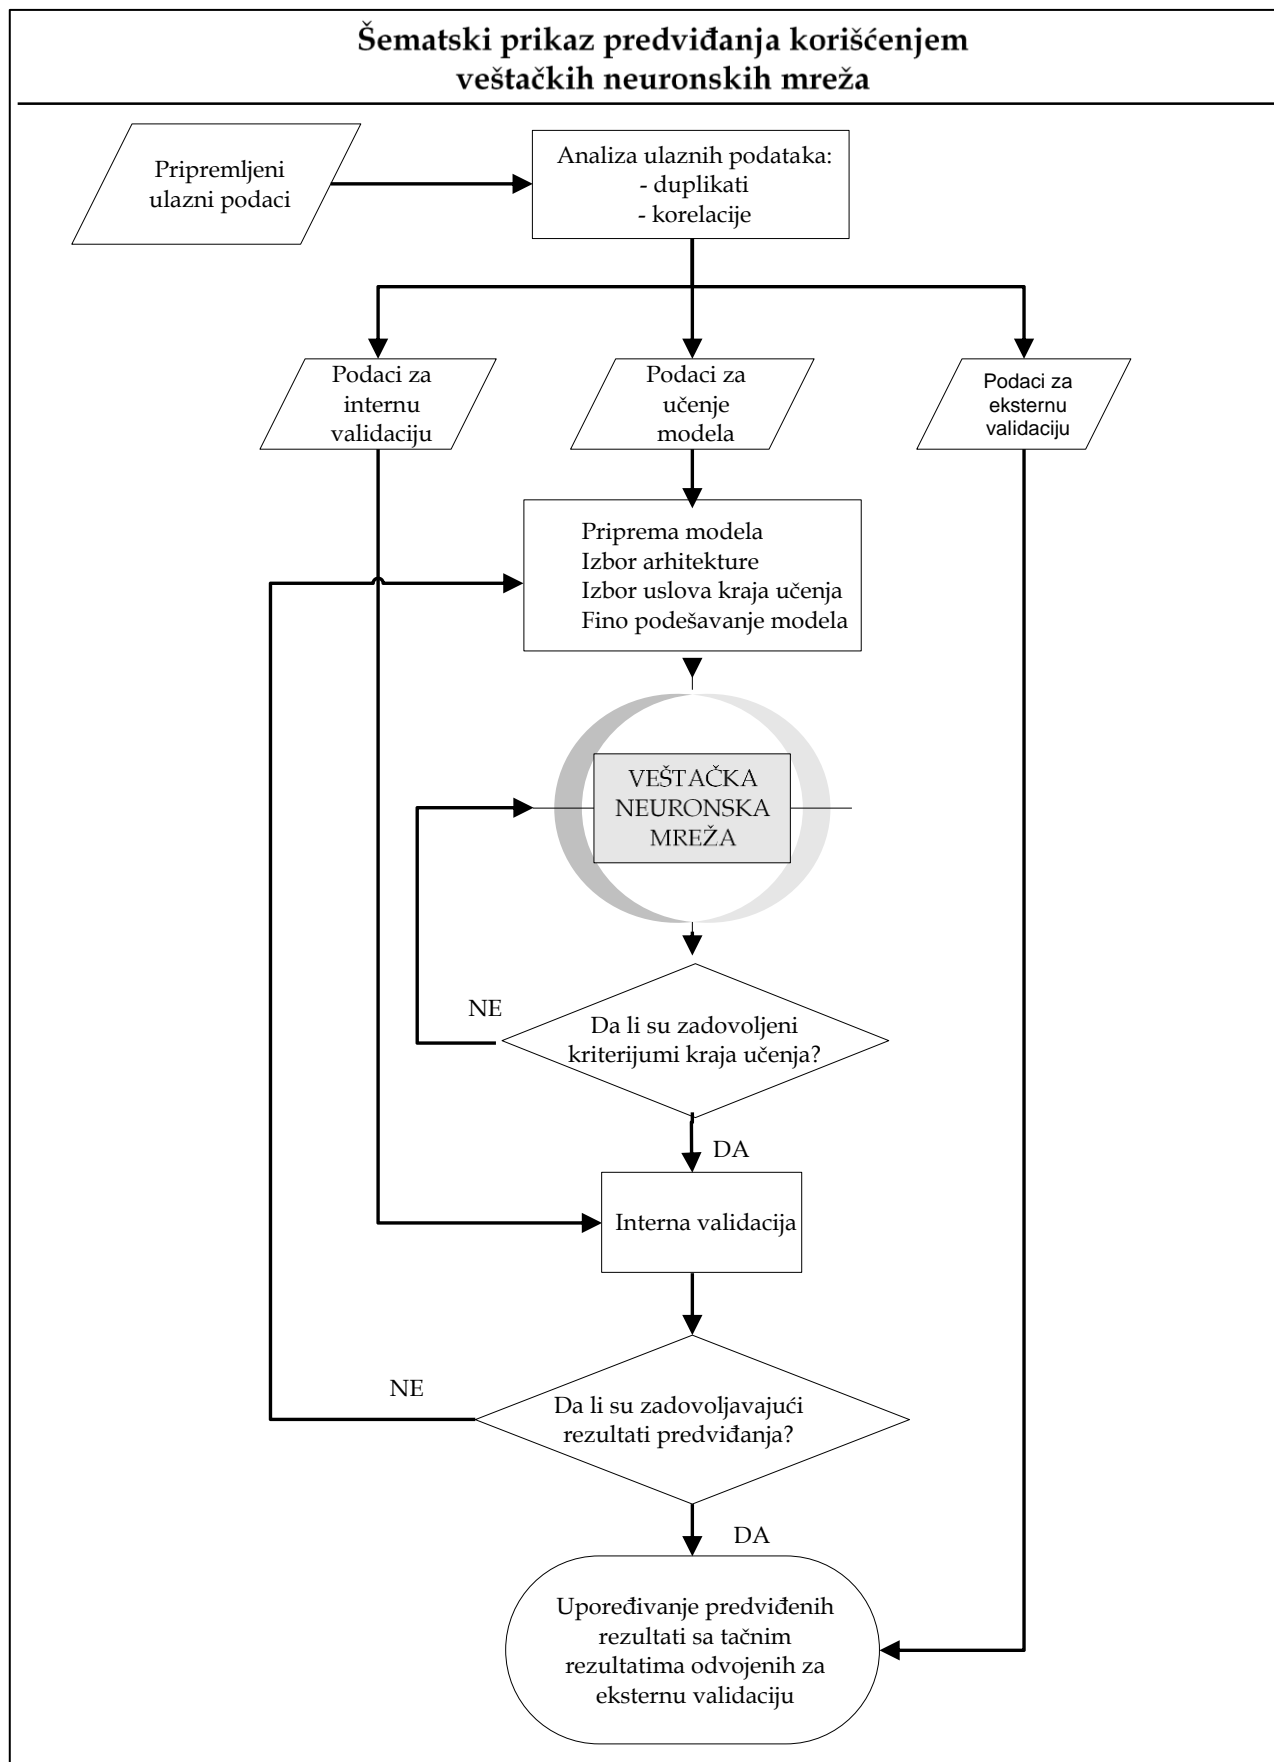 Šematski prikaz predviđanja korišćenjem
veštačkih neuronskih mreža
Pripremljeni
ulazni podaci
Analiza ulaznih podataka:
- duplikati
- korelacije
Podaci za
internu
validaciju
Podaci za
učenje
modela
Podaci za
eksternu
validaciju
Priprema modela
Izbor arhitekture
Izbor uslova kraja učenja
Fino podešavanje modela
VEŠTAČKA
NEURONSKA
MREŽA
NE
Da li su zadovoljeni
kriterijumi kraja učenja?
DA
Interna validacija
NE
Da li su zadovoljavajući
rezultati predviđanja?
DA
Upoređivanje predviđenih
rezultati sa tačnim
rezultatima odvojenih za
eksternu validaciju